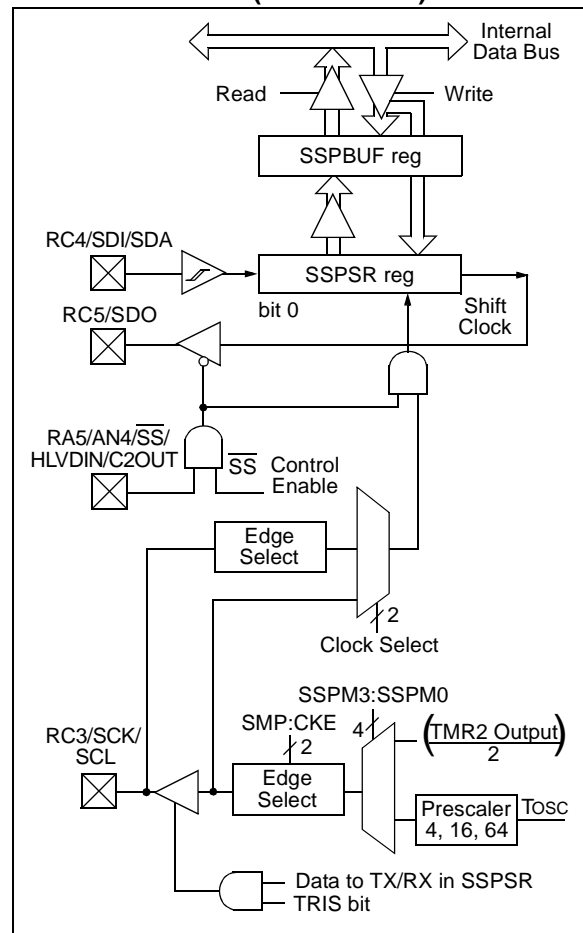 Internal
Data Bus
Read
Write
SSPBUF reg
RC4/SDI/SDA
SSPSR reg
bit 0
Shift
Clock
RC5/SDO
RA5/AN4/SS/
HLVDIN/C2OUT
SS Control
Enable
Edge
Select
2
Clock Select
SSPM3:SSPM0
SMP:CKE
4
(TMR2 Output)
2
2
RC3/SCK/
SCL
Edge
Select
Prescaler
4, 16, 64
TOSC
Data to TX/RX in SSPSR
TRIS bit